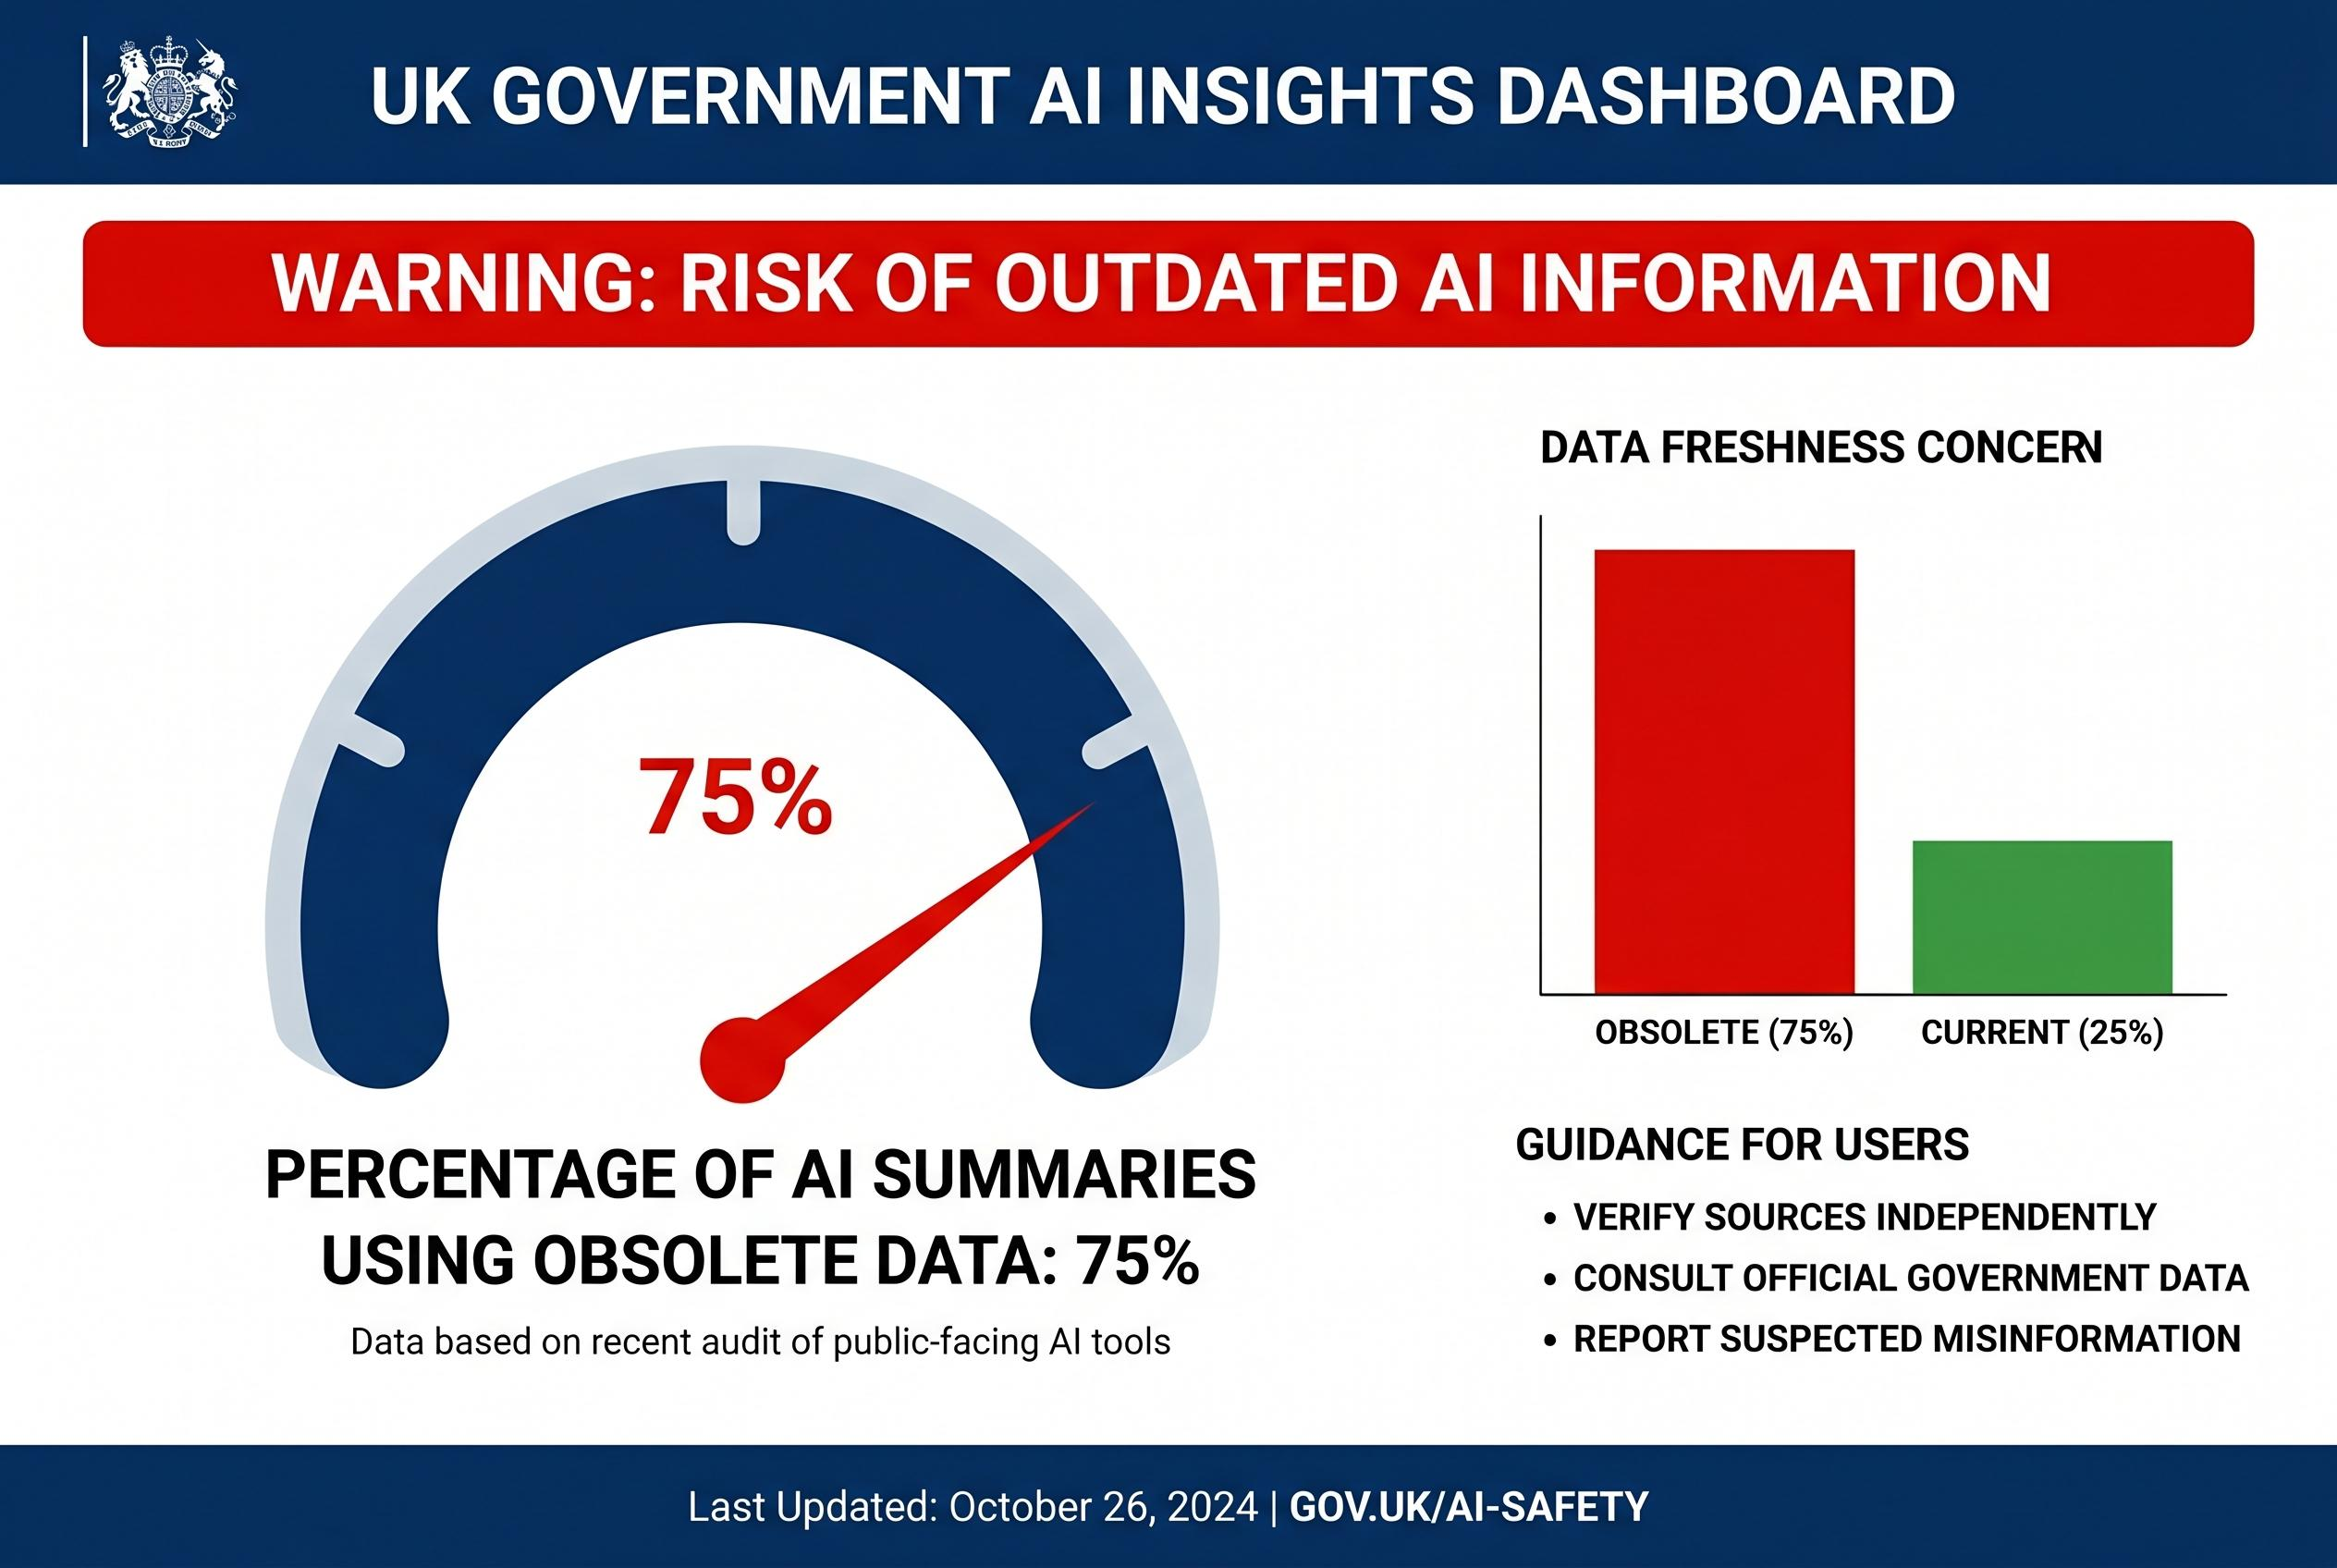 UK GOVERNMENT AI INSIGHTS DASHBOARD
WARNING: RISK OF OUTDATED AI INFORMATION
75%
PERCENTAGE OF AI SUMMARIES
USING OBSOLETE DATA: 75%
Data based on recent audit of public-facing AI tools
DATA FRESHNESS CONCERN
OBSOLETE (75%)
CURRENT (25%)
GUIDANCE FOR USERS
• VERIFY SOURCES INDEPENDENTLY
• CONSULT OFFICIAL GOVERNMENT DATA
• REPORT SUSPECTED MISINFORMATION
Last Updated: October 26, 2024 | GOV.UK/AI-SAFETY